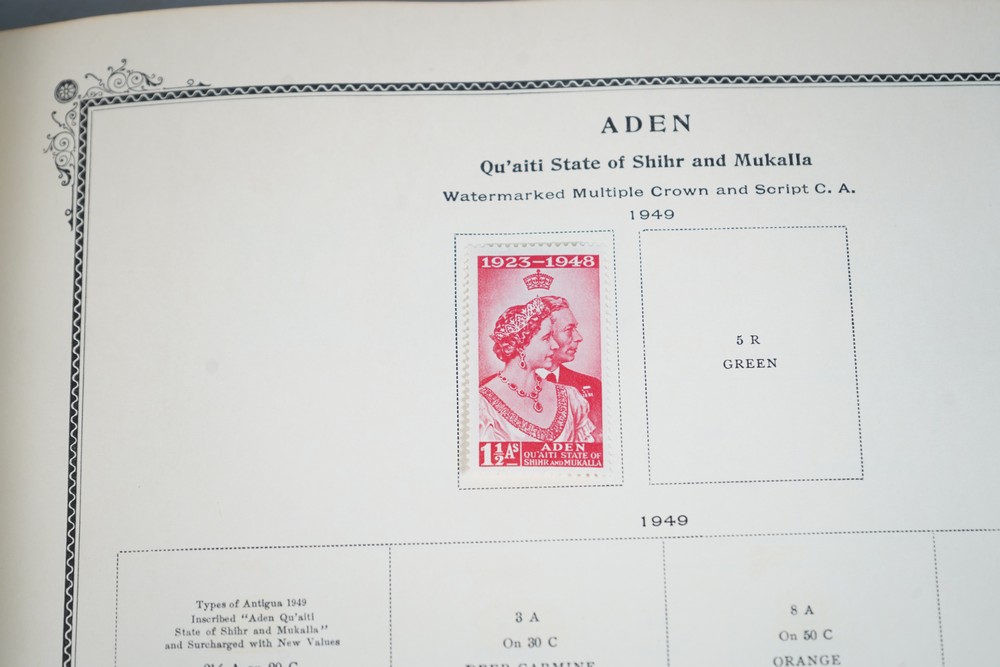 ADEN
Qu'aiti State of Shihr and Mukalla
Watermarked Multiple Crown and Script C. A.
1949
1923-1948
1½As
ADEN
QU'AITI STATE OF
SHIHR AND MUKALLA
5 R
GREEN
1949
Types of Antigua 1949
Inscribed "Aden Qu'aiti
State of Shihr and Mukalla"
and Surcharged with New Values
3 A
On 30 C
DEEP CARMINE
8 A
On 50 C
ORANGE